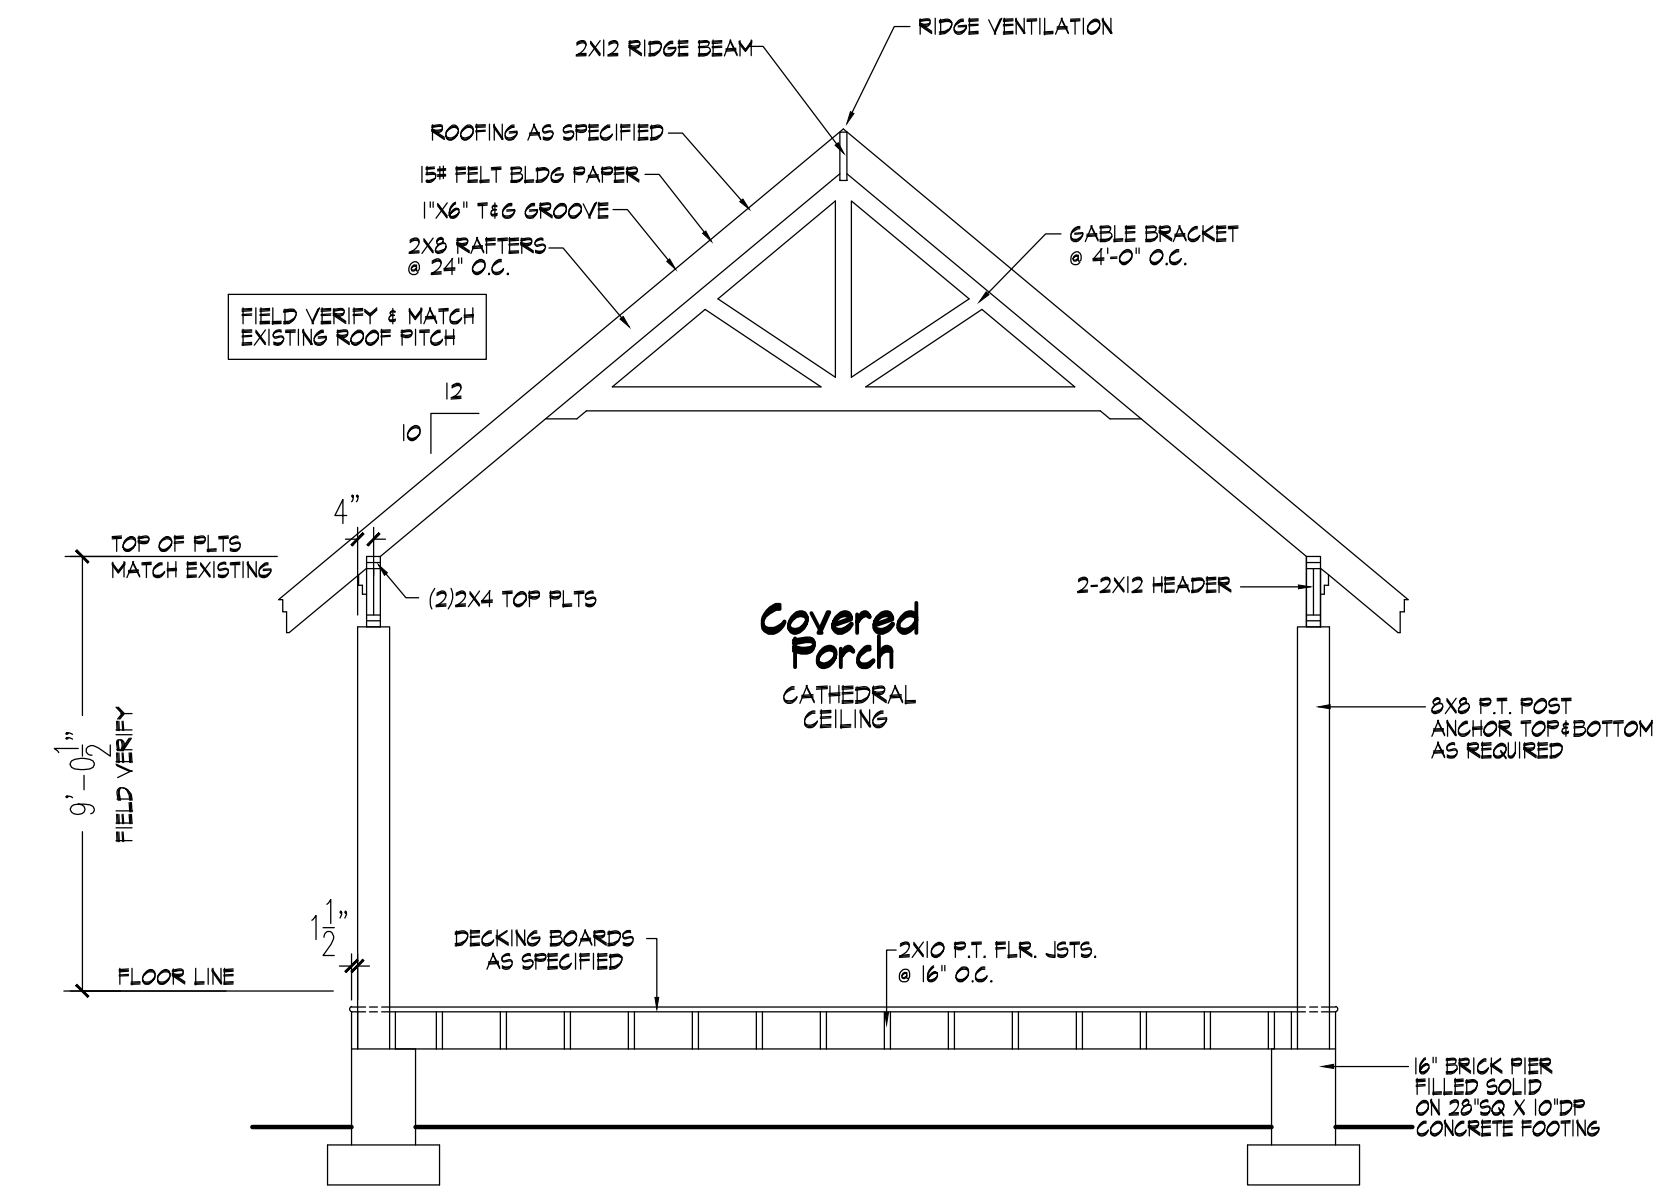 RIDGE VENTILATION
2X12 RIDGE BEAM
ROOFING AS SPECIFIED
15# FELT BLDG PAPER
1"X6" T&G GROOVE
2X8 RAFTERS
@ 24" O.C.
GABLE BRACKET
@ 4'-0" O.C.
FIELD VERIFY & MATCH
EXISTING ROOF PITCH
12
10
4"
TOP OF PLTS
MATCH EXISTING
(2)2X4 TOP PLTS
2-2X12 HEADER
Covered
Porch
CATHEDRAL
CEILING
8X8 P.T. POST
ANCHOR TOP&BOTTOM
AS REQUIRED
9'-0 1/2"
FIELD VERIFY
1 1/2"
DECKING BOARDS
AS SPECIFIED
2X10 P.T. FLR. JSTS.
@ 16" O.C.
FLOOR LINE
16" BRICK PIER
FILLED SOLID
ON 28"SQ X 10"DP
CONCRETE FOOTING